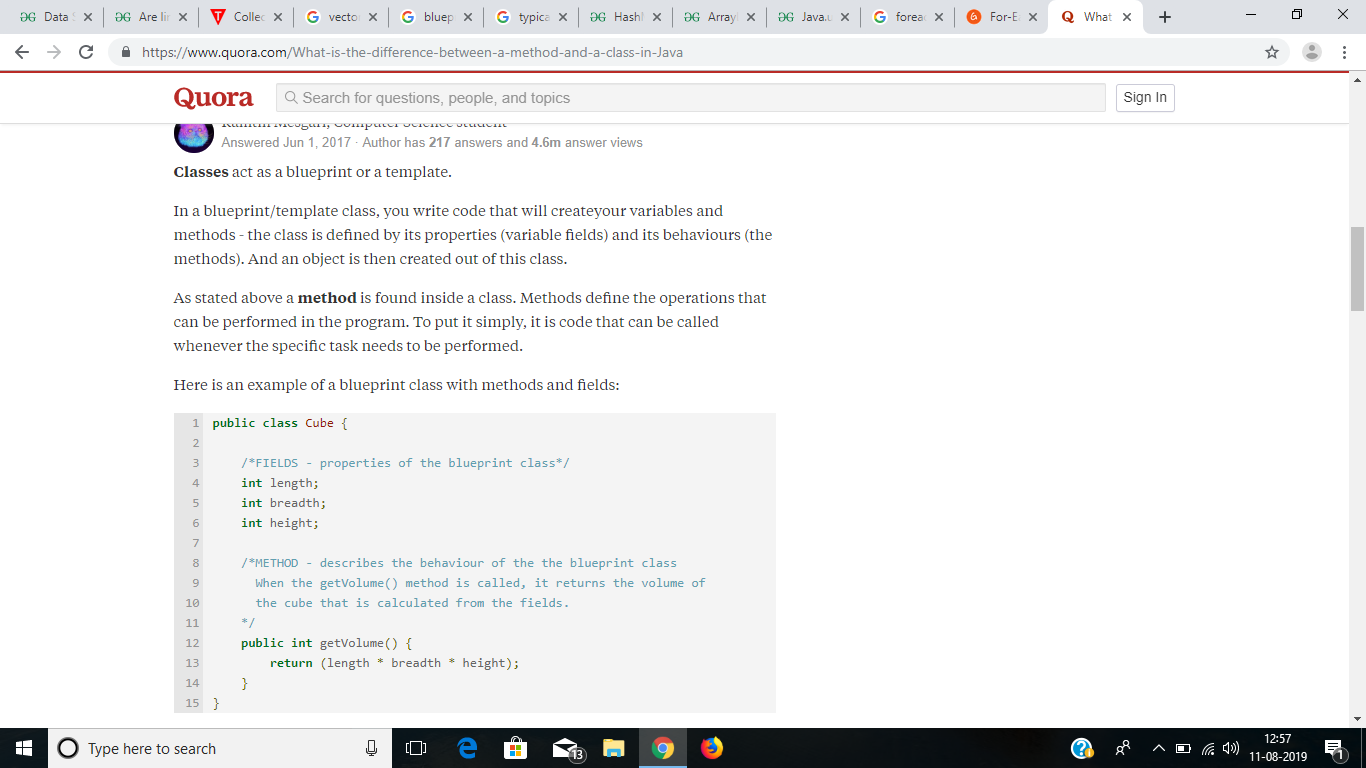 Data
Are li
Collec
vecto
bluep
typica
Hash
Array
Java.u
forea
For-E
What
https://www.quora.com/What-is-the-difference-between-a-method-and-a-class-in-Java
Quora
Search for questions, people, and topics
Sign In
Computer Science student
Answered Jun 1, 2017 · Author has 217 answers and 4.6m answer views
Classes act as a blueprint or a template.
In a blueprint/template class, you write code that will createyour variables and
methods - the class is defined by its properties (variable fields) and its behaviours (the
methods). And an object is then created out of this class.
As stated above a method is found inside a class. Methods define the operations that
can be performed in the program. To put it simply, it is code that can be called
whenever the specific task needs to be performed.
Here is an example of a blueprint class with methods and fields:
1 public class Cube {
2
3 /*FIELDS - properties of the blueprint class*/
4 int length;
5 int breadth;
6 int height;
7
8 /*METHOD - describes the behaviour of the the blueprint class
9 When the getVolume() method is called, it returns the volume of
10 the cube that is calculated from the fields.
11 */
12 public int getVolume() {
13 return (length * breadth * height);
14 }
15 }
Type here to search
13
12:57
11-08-2019
1